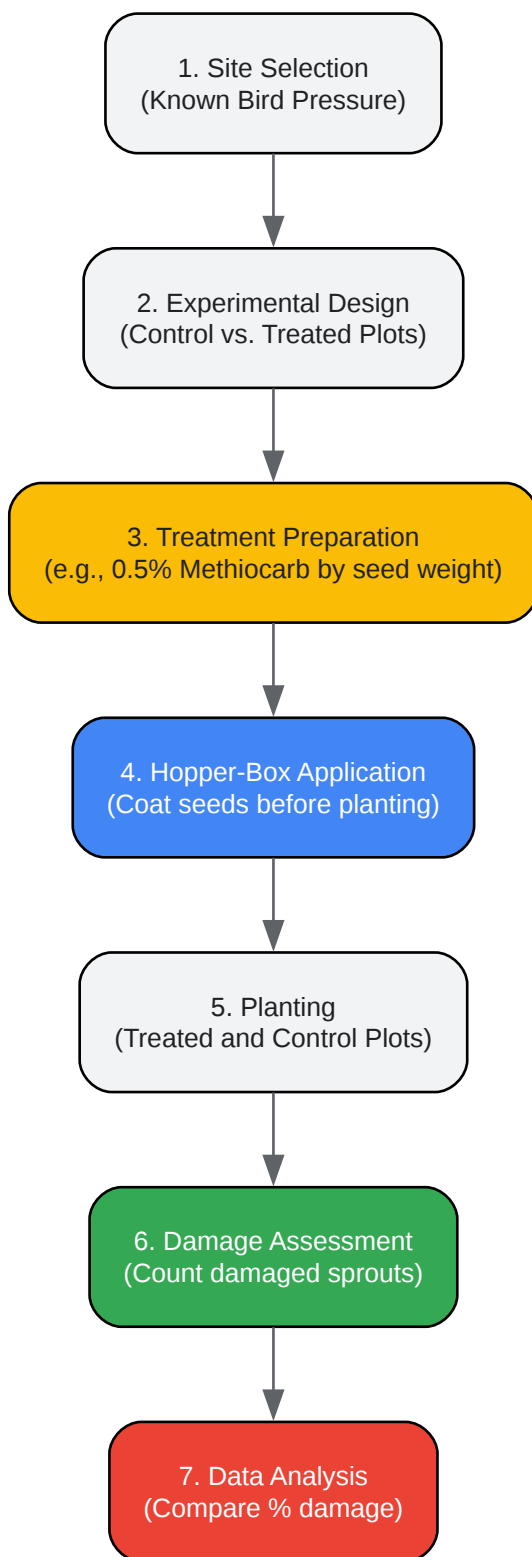 1. Site Selection
(Known Bird Pressure)
2. Experimental Design
(Control vs. Treated Plots)
3. Treatment Preparation
(e.g., 0.5% Methiocarb by seed weight)
4. Hopper-Box Application
(Coat seeds before planting)
5. Planting
(Treated and Control Plots)
6. Damage Assessment
(Count damaged sprouts)
7. Data Analysis
(Compare % damage)